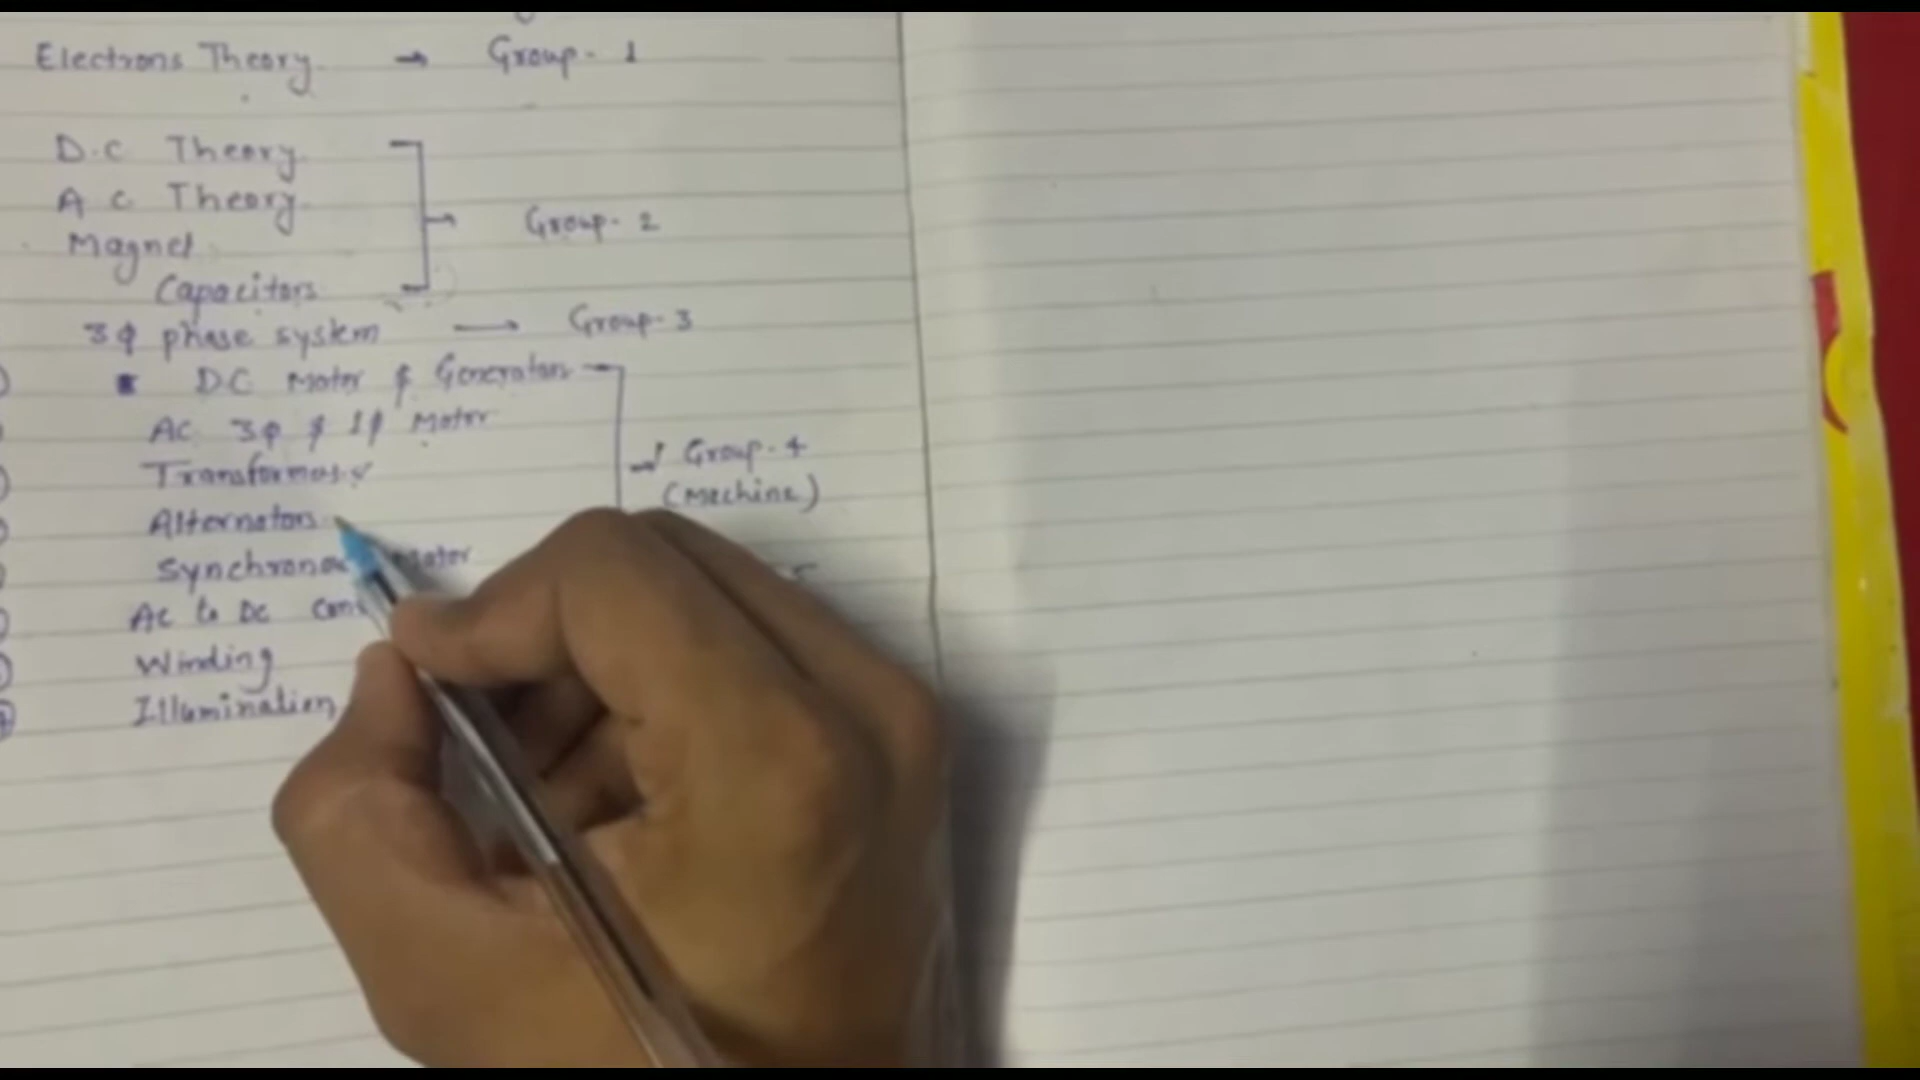 Electrons Theory → Group - 1
D.C Theory
A C Theory
Group - 2
Magnet
Capacitors
3φ phase system → Group - 3
D.C Motor & Generators
AC 3φ & 1φ Motor
Group - 4
Transformers
(Machine)
Alternators
Synchronous Motor
AC to DC
Winding
Illumination